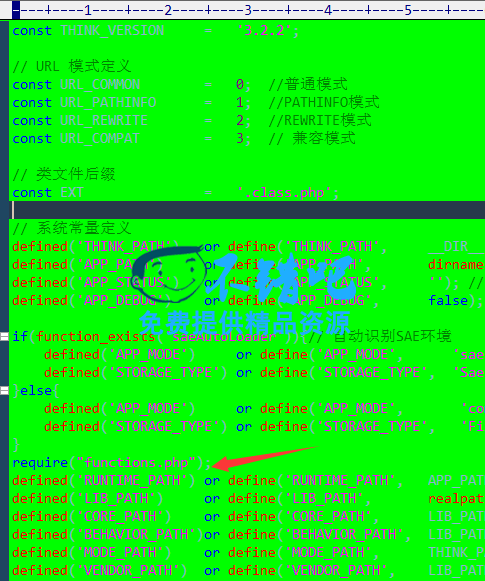 ----1----+----2----+----3----+----4----+----5----+----
const THINK_VERSION = '3.2.2';
// URL 模式定义
const URL_COMMON = 0; //普通模式
const URL_PATHINFO = 1; //PATHINFO模式
const URL_REWRITE = 2; //REWRITE模式
const URL_COMPAT = 3; // 兼容模式
// 类文件后缀
const EXT = '.class.php';
// 系统常量定义
defined('THINK_PATH') or define('THINK_PATH', __DIR__
defined('APP_PATH') or define('APP_PATH', dirname
defined('APP_STATUS') or define('APP_STATUS', ''); //
defined('APP_DEBUG') or define('APP_DEBUG', false);
免费提供精品资源
if(function_exists('saeAutoLoader')){// 自动识别SAE环境
defined('APP_MODE') or define('APP_MODE', 'sae
defined('STORAGE_TYPE') or define('STORAGE_TYPE', 'Sae
}else{
defined('APP_MODE') or define('APP_MODE', 'co
defined('STORAGE_TYPE') or define('STORAGE_TYPE', 'Fi
}
require("functions.php");
defined('RUNTIME_PATH') or define('RUNTIME_PATH', APP_PATH
defined('LIB_PATH') or define('LIB_PATH', realpat
defined('CORE_PATH') or define('CORE_PATH', LIB_PAT
defined('BEHAVIOR_PATH')or define('BEHAVIOR_PATH', LIB_PAT
defined('MODE_PATH') or define('MODE_PATH', THINK_P
defined('VENDOR_PATH') or define('VENDOR_PATH', LIB_PAT